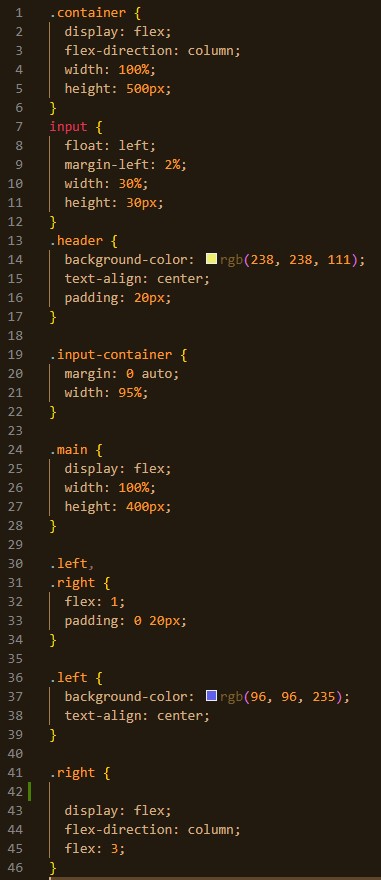 1 .container {
2 display: flex;
3 flex-direction: column;
4 width: 100%;
5 height: 500px;
6 }
7 input {
8 float: left;
9 margin-left: 2%;
10 width: 30%;
11 height: 30px;
12 }
13 .header {
14 background-color: rgb(238, 238, 111);
15 text-align: center;
16 padding: 20px;
17 }
18
19 .input-container {
20 margin: 0 auto;
21 width: 95%;
22 }
23
24 .main {
25 display: flex;
26 width: 100%;
27 height: 400px;
28 }
29
30 .left,
31 .right {
32 flex: 1;
33 padding: 0 20px;
34 }
35
36 .left {
37 background-color: rgb(96, 96, 235);
38 text-align: center;
39 }
40
41 .right {
42
43 display: flex;
44 flex-direction: column;
45 flex: 3;
46 }